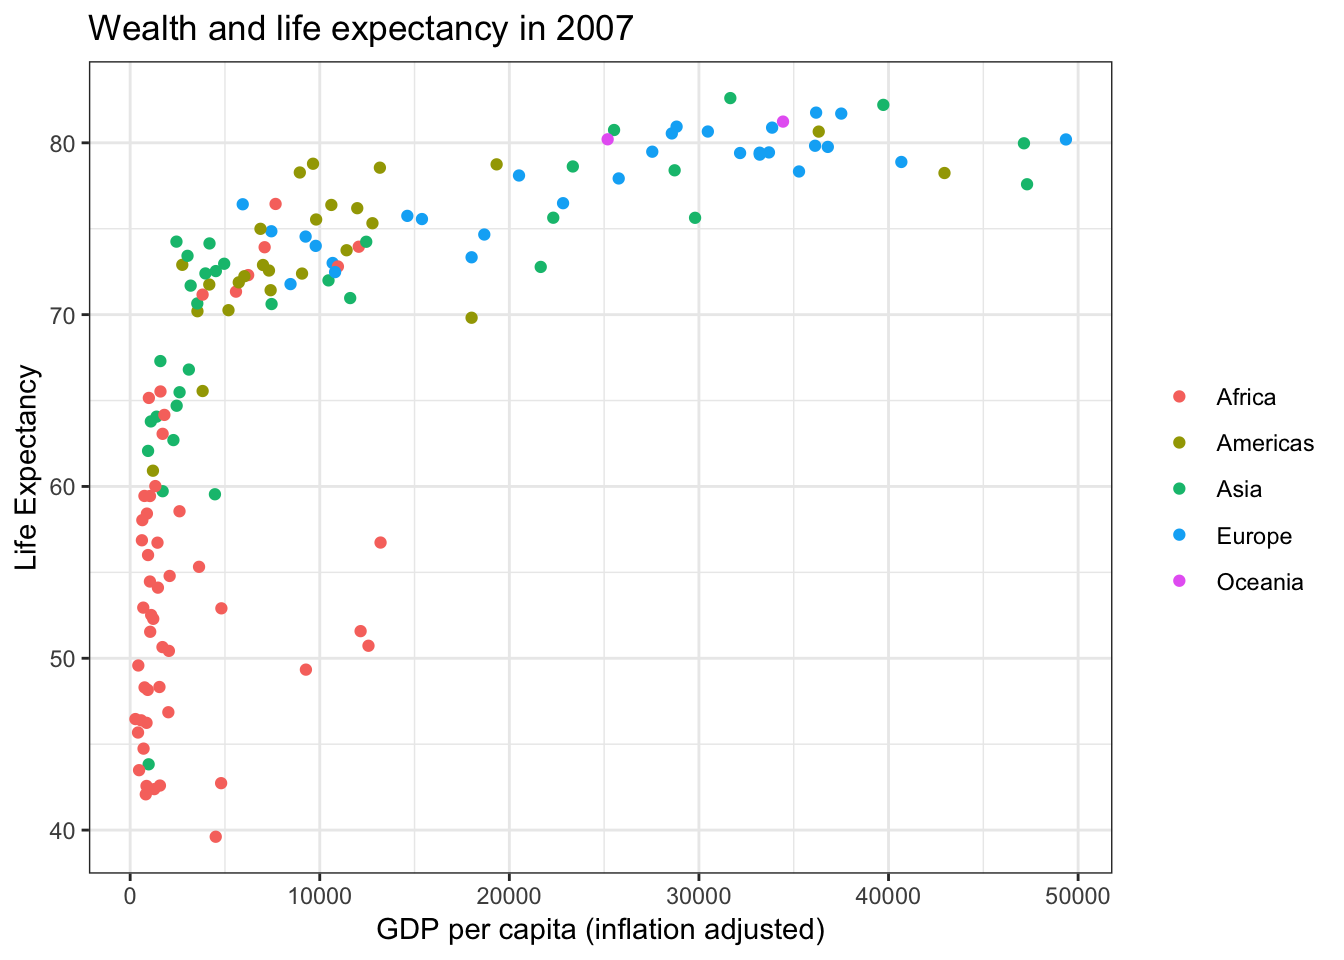 Wealth and life expectancy in 2007
Life Expectancy
80
70
60
50
40
0 10000 20000 30000 40000 50000
GDP per capita (inflation adjusted)
Africa
Americas
Asia
Europe
Oceania